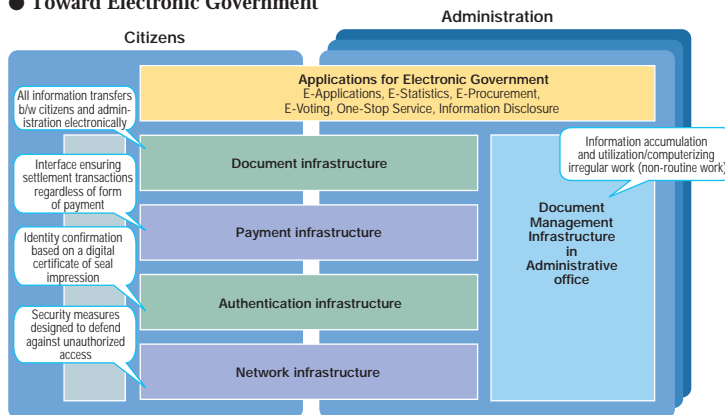 ● Toward Electronic Government
Citizens
Administration
Applications for Electronic Government
E-Applications, E-Statistics, E-Procurement,
E-Voting, One-Stop Service, Information Disclosure
All information transfers
b/w citizens and admin-
istration electronically
Document infrastructure
Information accumulation
and utilization/computerizing
irregular work (non-routine work)
Interface ensuring
settlement transactions
regardless of form
of payment
Payment infrastructure
Document
Management
Infrastructure
in
Administrative
office
Identity confirmation
based on a digital
certificate of seal
impression
Authentication infrastructure
Security measures
designed to defend
against unauthorized
access
Network infrastructure